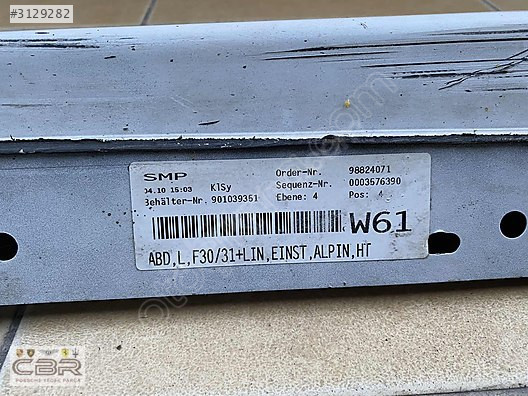 #3129282
SMP
04.10 15:03 KlSy
Behälter-Nr. 901039351
Order-Nr. 98824071
Sequenz-Nr. 0003576390
Ebene: 4 Pos: 4
W61
ABD,L,F30/31+LIN,EINST,ALPIN,HT
CBR